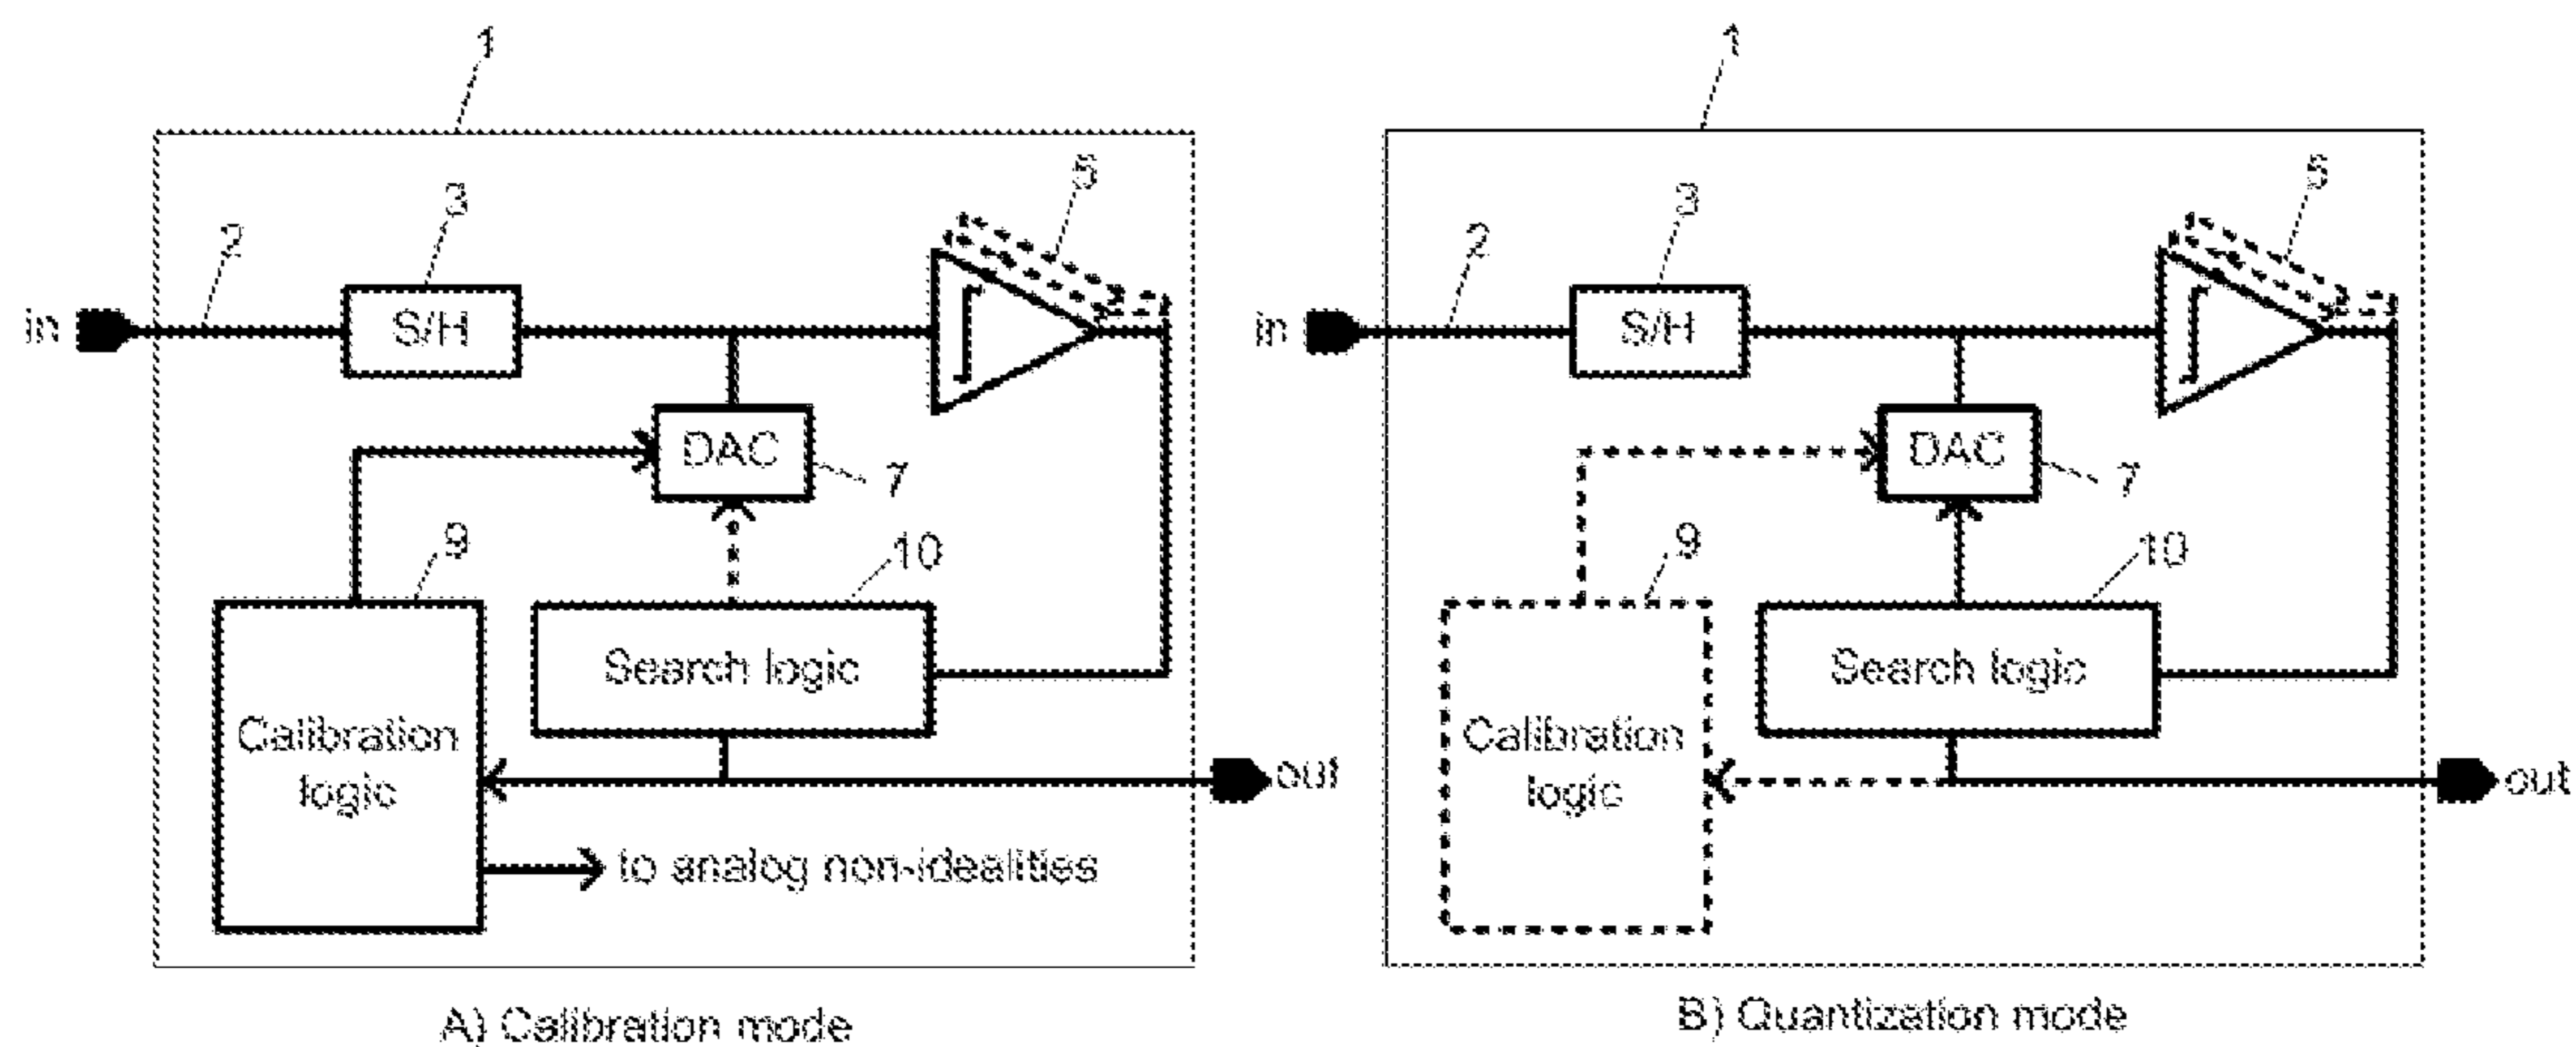 1
2
3
5
in
S/H
DAC
7
9
10
Search logic
Calibration
logic
out
to analog non-idealities
A) Calibration mode
1
2
3
5
in
S/H
DAC
7
9
10
Search logic
Calibration
logic
out
B) Quantization mode